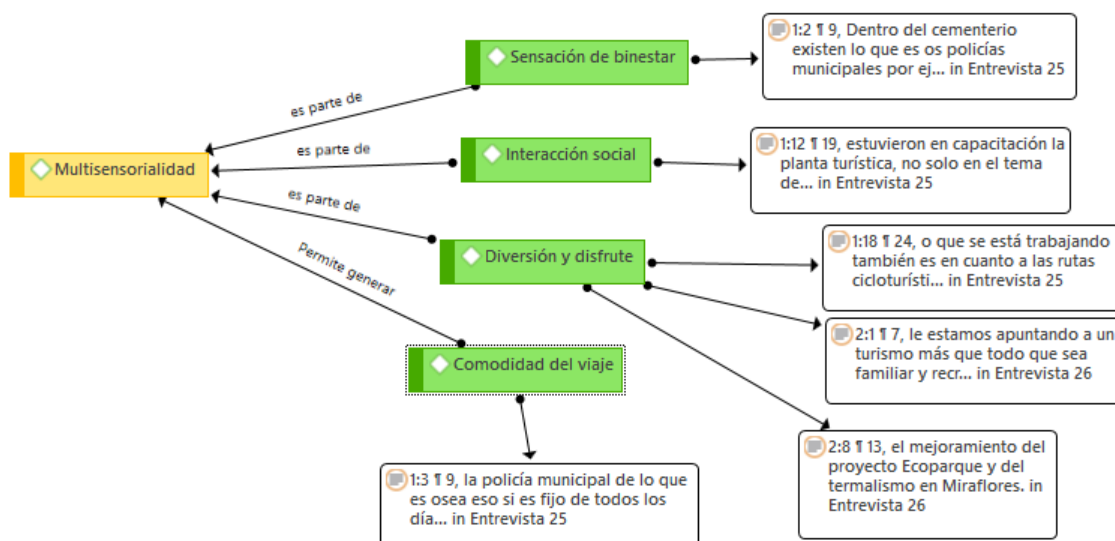 Sensación de binestar
1:2 ¶ 9, Dentro del cementerio
existen lo que es os policías
municipales por ej... in Entrevista 25
es parte de
Multisensorialidad
es parte de
Interacción social
1:12 ¶ 19, estuvieron en capacitación la
planta turística, no solo en el tema
de... in Entrevista 25
es parte de
Diversión y disfrute
1:18 ¶ 24, o que se está trabajando
también es en cuanto a las rutas
cicloturísti... in Entrevista 25
2:1 ¶ 7, le estamos apuntando a un
turismo más que todo que sea
familiar y recr... in Entrevista 26
2:8 ¶ 13, el mejoramiento del
proyecto Ecoparque y del
termalismo en Miraflores. in
Entrevista 26
Permite generar
Comodidad del viaje
1:3 ¶ 9, la policía municipal de lo que
es osea eso si es fijo de todos los
día... in Entrevista 25